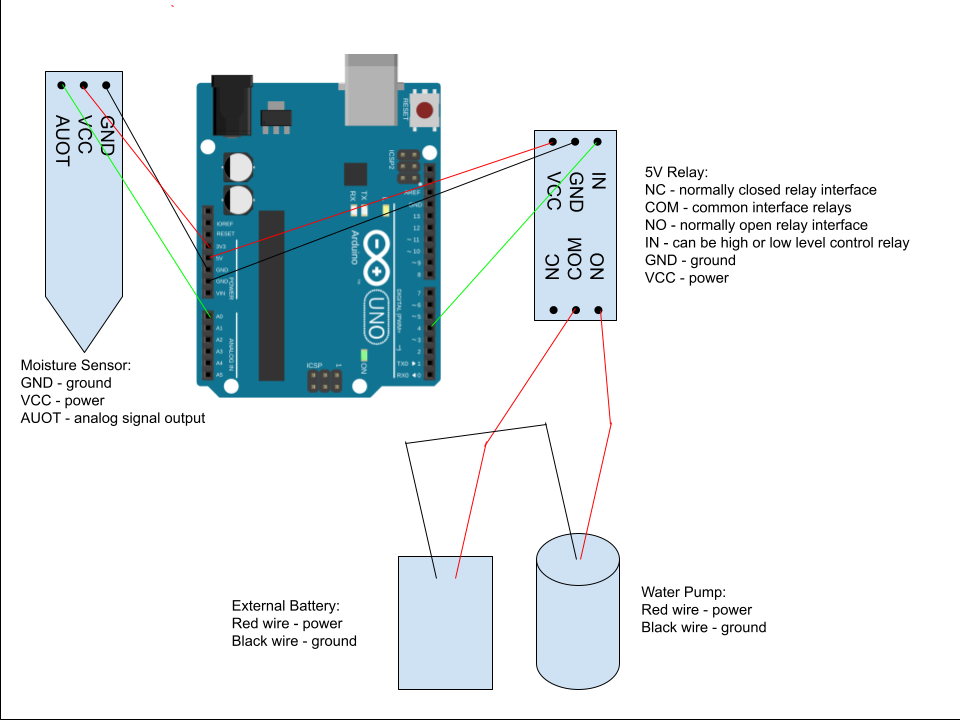 AUOT
VCC
GND
RESET
ICSP2
AREF
GND
13
12
~ 11
~ 10
~ 9
8
7
~ 6
~ 5
4
~ 3
2
TX0 ▶ 1
RX0 ◀ 0
DIGITAL (PWM~)
TX
RX
Arduino
™
UNO
ON
ICSP
1
IOREF
RESET
3V3
5V
GND
GND
VIN
POWER
A0
A1
A2
A3
A4
A5
ANALOG IN
VCC
GND
IN
NC
COM
NO
5V Relay:
NC - normally closed relay interface
COM - common interface relays
NO - normally open relay interface
IN - can be high or low level control relay
GND - ground
VCC - power
Moisture Sensor:
GND - ground
VCC - power
AUOT - analog signal output
External Battery:
Red wire - power
Black wire - ground
Water Pump:
Red wire - power
Black wire - ground